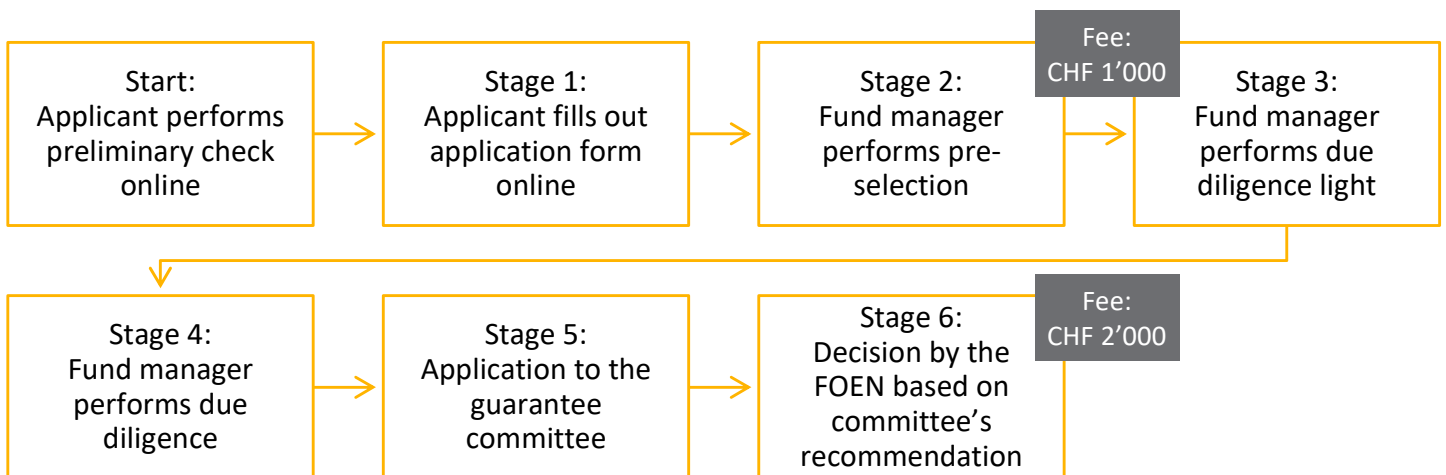 Start:
Applicant performs
preliminary check
online
Stage 1:
Applicant fills out
application form
online
Stage 2:
Fund manager
performs pre-
selection
Fee:
CHF 1’000
Stage 3:
Fund manager
performs due
diligence light
Stage 4:
Fund manager
performs due
diligence
Stage 5:
Application to the
guarantee
committee
Stage 6:
Decision by the
FOEN based on
committee’s
recommendation
Fee:
CHF 2’000